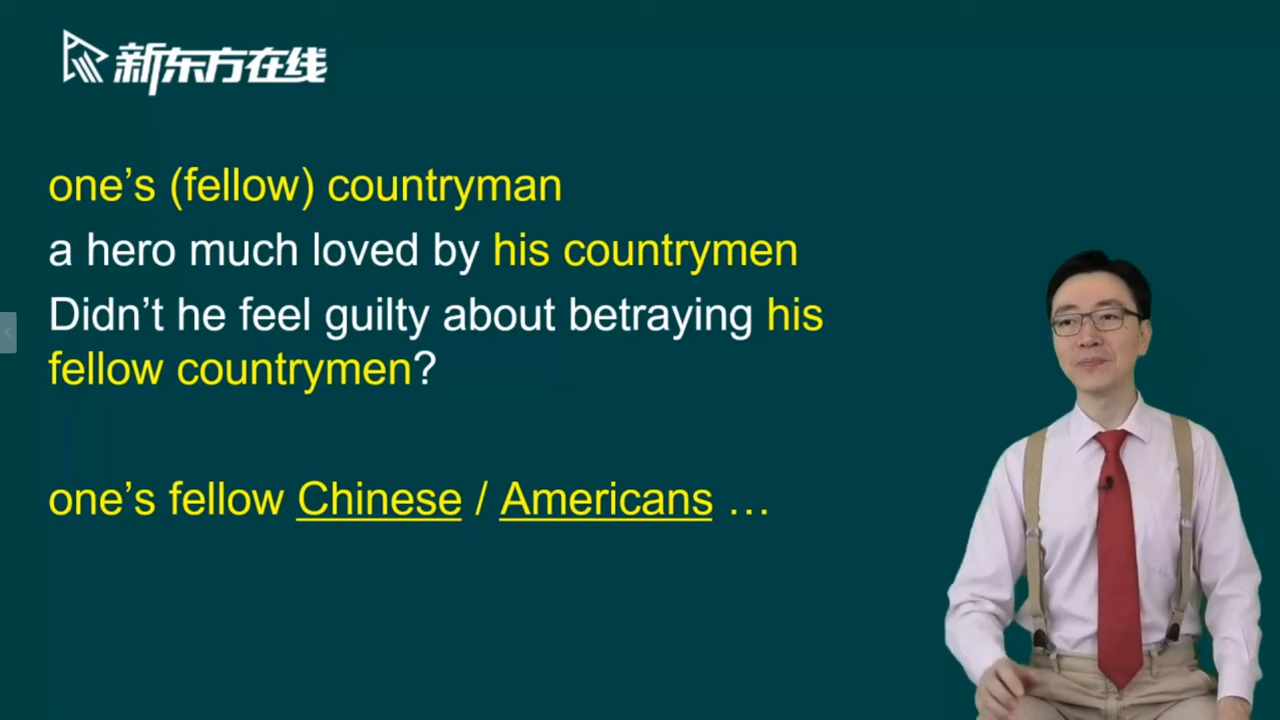 新东方在线
one’s (fellow) countryman
a hero much loved by his countrymen
Didn’t he feel guilty about betraying his
fellow countrymen?
one’s fellow Chinese / Americans …